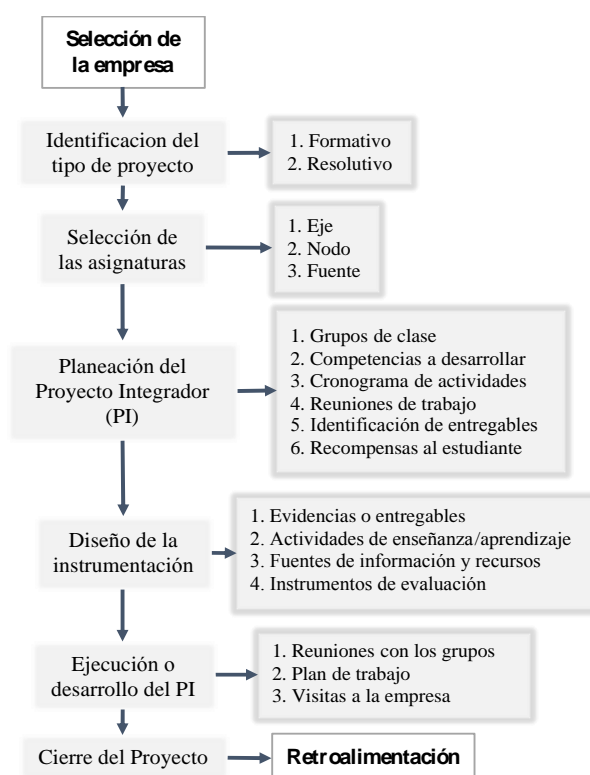 Selección de
la empresa
Identificacion del
tipo de proyecto
1. Formativo
2. Resolutivo
Selección de
las asignaturas
1. Eje
2. Nodo
3. Fuente
Planeación del
Proyecto Integrador
(PI)
1. Grupos de clase
2. Competencias a desarrollar
3. Cronograma de actividades
4. Reuniones de trabajo
5. Identificación de entregables
6. Recompensas al estudiante
Diseño de la
instrumentación
1. Evidencias o entregables
2. Actividades de enseñanza/aprendizaje
3. Fuentes de información y recursos
4. Instrumentos de evaluación
Ejecución o
desarrollo del PI
1. Reuniones con los grupos
2. Plan de trabajo
3. Visitas a la empresa
Cierre del Proyecto
Retroalimentación